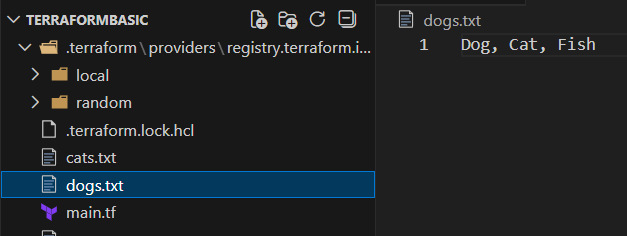 TERRAFORMBASIC
.terraform\providers\registry.terraform.i...
local
random
.terraform.lock.hcl
cats.txt
dogs.txt
main.tf
dogs.txt
1 Dog, Cat, Fish